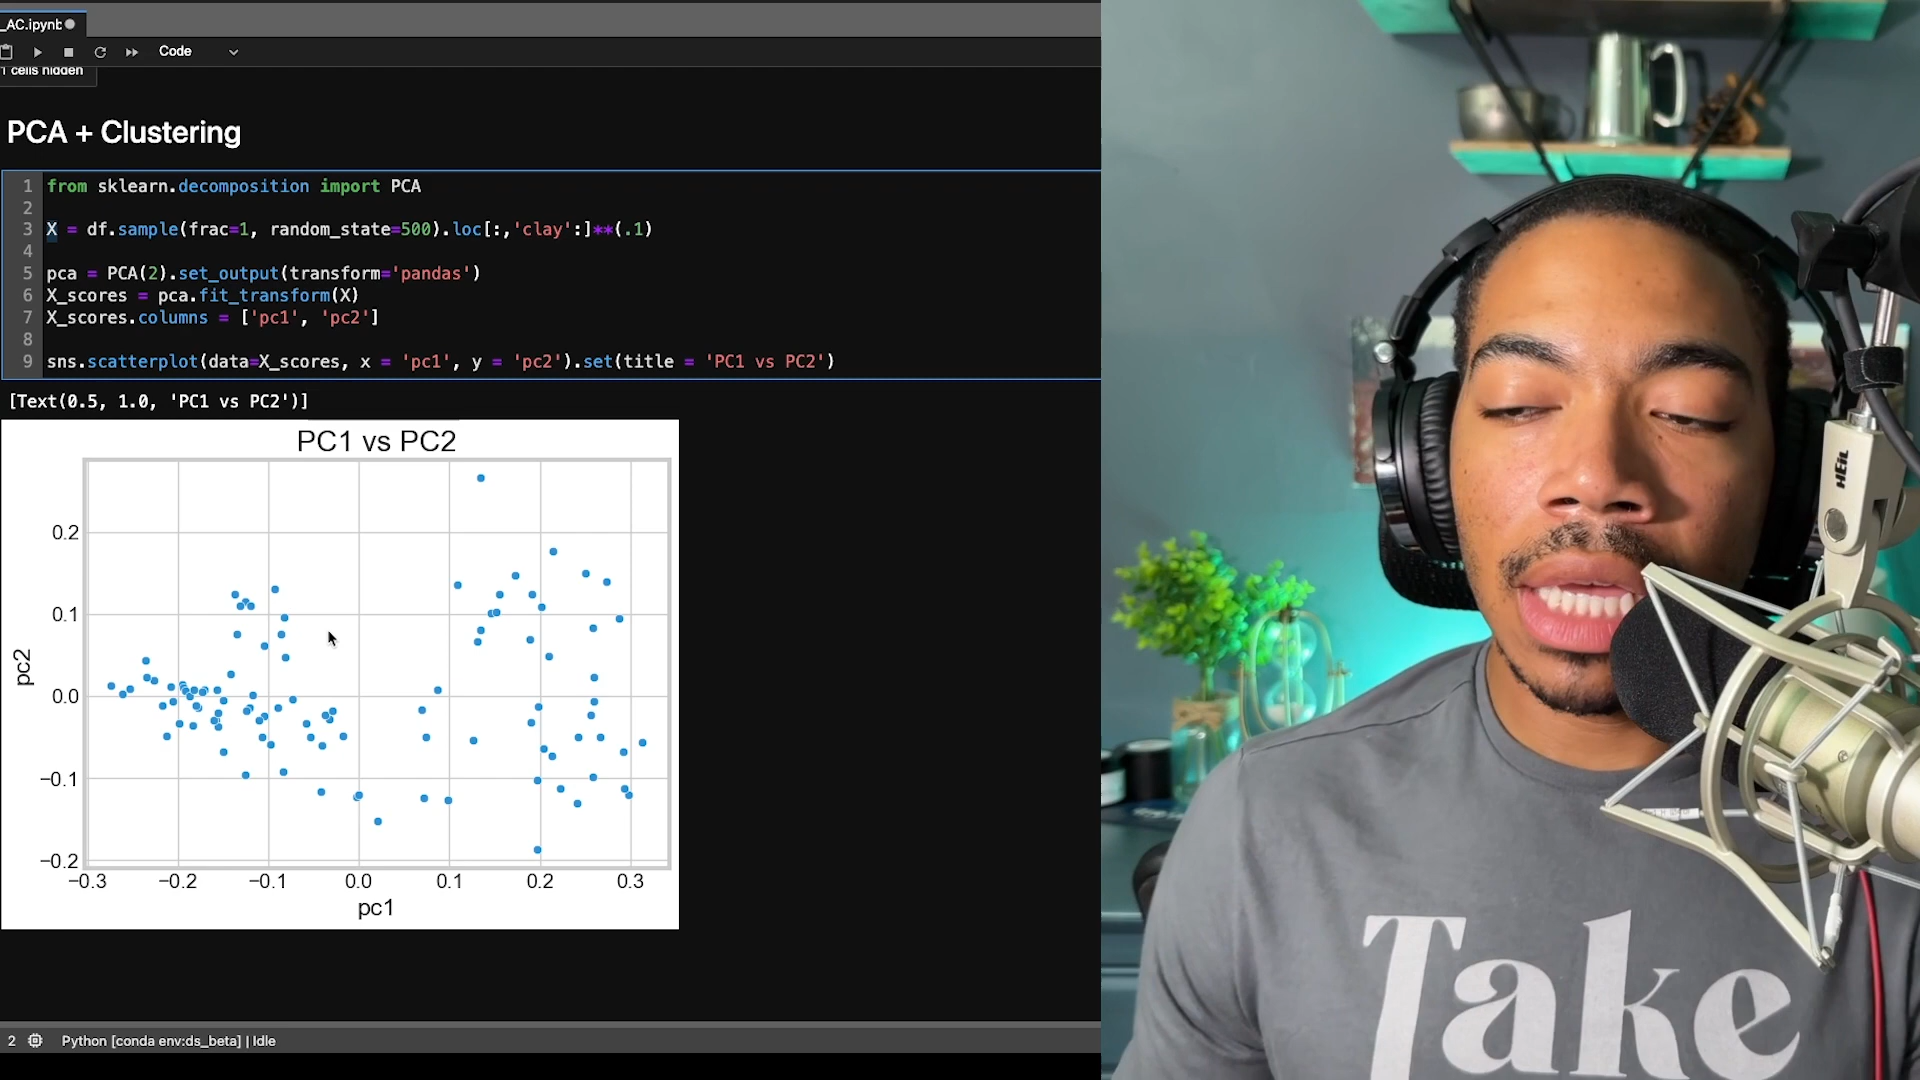 _AC.ipynb
Code
1 cells hidden
PCA + Clustering
1 from sklearn.decomposition import PCA
2
3 X = df.sample(frac=1, random_state=500).loc[:,'clay':]**(.1)
4
5 pca = PCA(2).set_output(transform='pandas')
6 X_scores = pca.fit_transform(X)
7 X_scores.columns = ['pc1', 'pc2']
8
9 sns.scatterplot(data=X_scores, x = 'pc1', y = 'pc2').set(title = 'PC1 vs PC2')
[Text(0.5, 1.0, 'PC1 vs PC2')]
PC1 vs PC2
0.2
0.1
0.0
−0.1
−0.2
pc2
−0.3 −0.2 −0.1 0.0 0.1 0.2 0.3
pc1
2 Python [conda env:ds_beta] | Idle
HEiL
Take